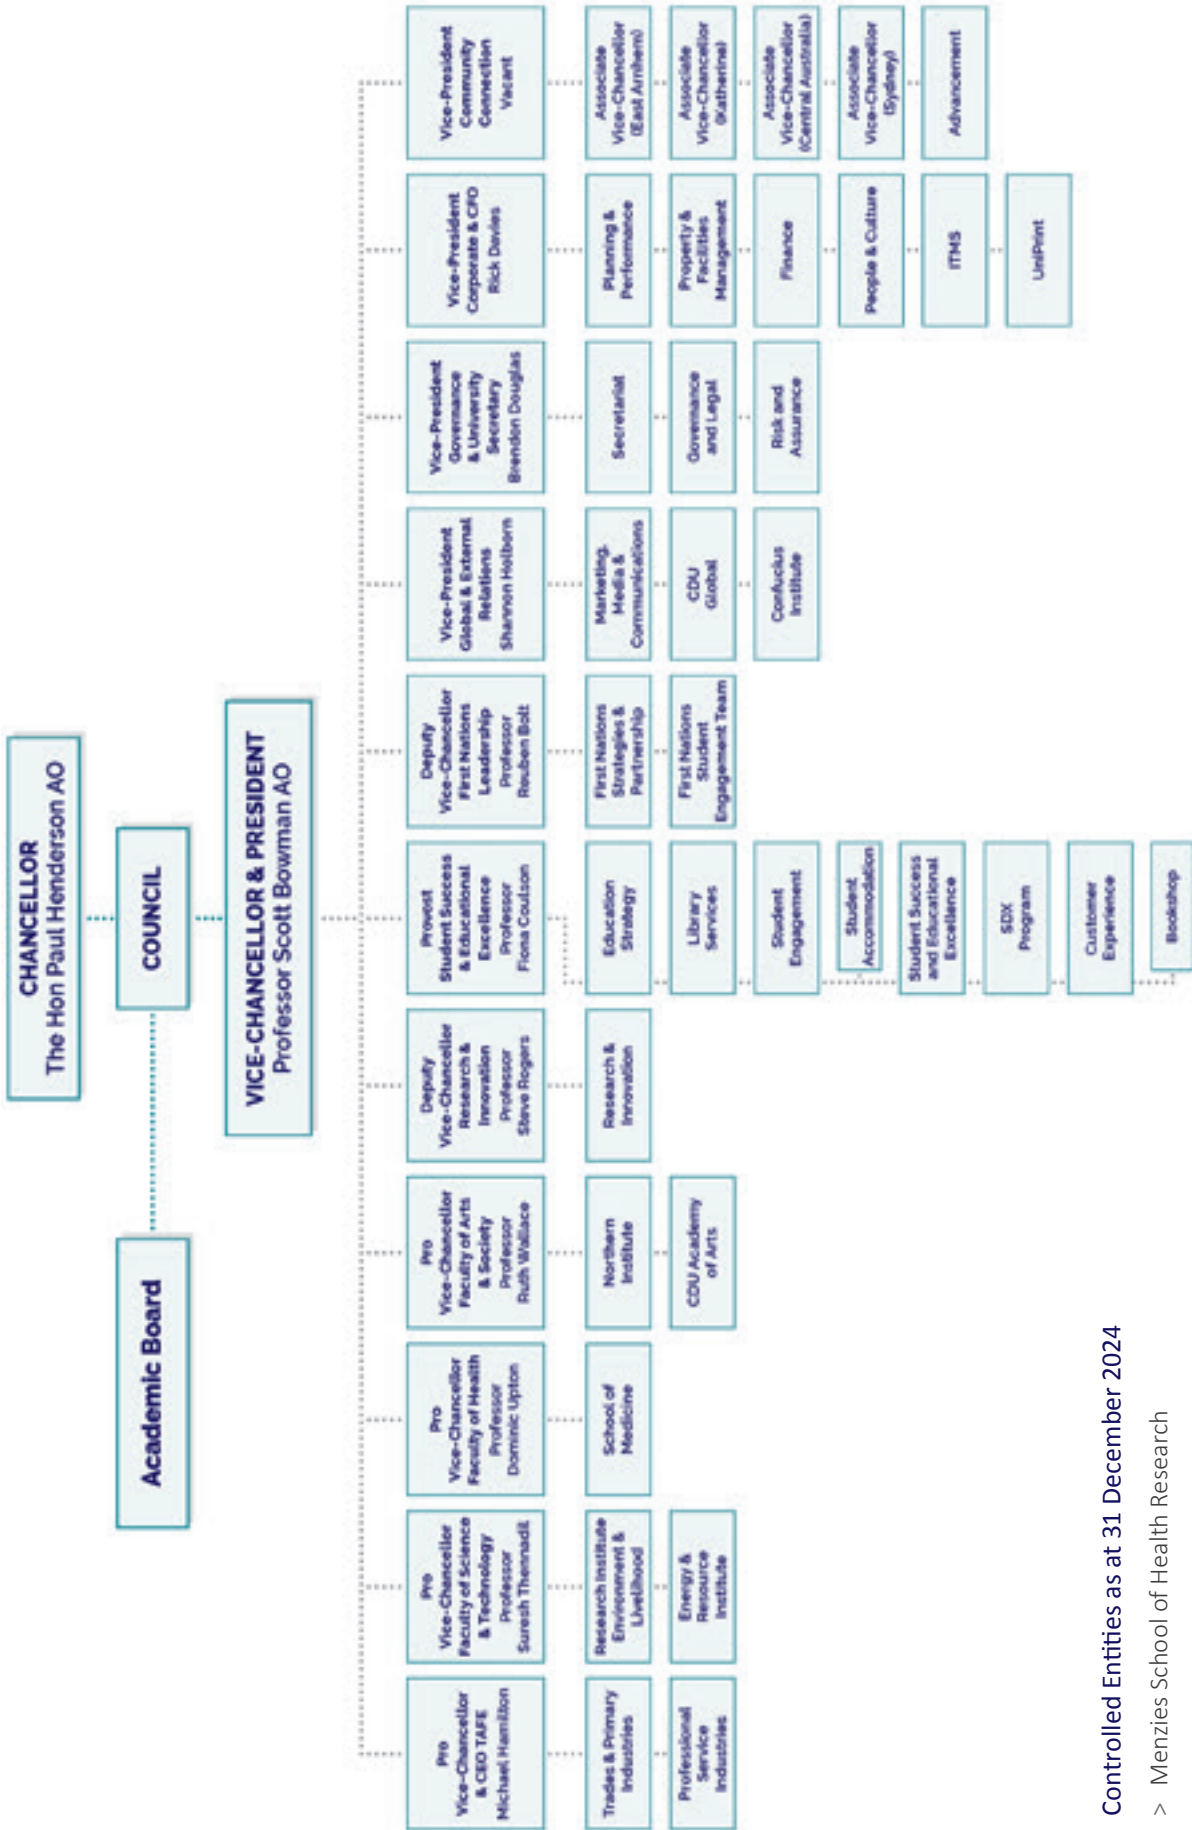 CHANCELLOR
The Hon Paul Henderson AO
COUNCIL
Academic Board
VICE-CHANCELLOR & PRESIDENT
Professor Scott Bowman AO
Pro
Vice-Chancellor
& CEO TAFE
Michael Hamilton
Trades & Primary
Industries
Professional
Service
Industries
Pro
Vice-Chancellor
Faculty of Science
& Technology
Professor
Suresh Thennadil
Research Institute
Environment &
Livelihood
Energy &
Resource
Institute
Pro
Vice-Chancellor
Faculty of Health
Professor
Dominic Upton
School of
Medicine
Pro
Vice-Chancellor
Faculty of Arts
& Society
Professor
Ruth Wallace
Northern
Institute
CDU Academy
of Arts
Deputy
Vice-Chancellor
Research &
Innovation
Professor
Steve Rogers
Research &
Innovation
Provost
Student Success
& Educational
Excellence
Professor
Fiona Coulson
Education
Strategy
Library
Services
Student
Engagement
Student
Accommodation
Student Success
and Educational
Excellence
SDX
Program
Customer
Experience
Bookshop
Deputy
Vice-Chancellor
First Nations
Leadership
Professor
Reuben Bolt
First Nations
Strategies &
Partnership
First Nations
Student
Engagement Team
Vice-President
Global & External
Relations
Shannon Holborn
Marketing,
Media &
Communications
CDU
Global
Confucius
Institute
Vice-President
Governance
& University
Secretary
Brendon Douglas
Secretariat
Governance
and Legal
Risk and
Assurance
Vice-President
Corporate & CFO
Rick Davies
Planning &
Performance
Property &
Facilities
Management
Finance
People & Culture
ITMS
UniPrint
Vice-President
Community
Connection
Vacant
Associate
Vice-Chancellor
(East Arnhem)
Associate
Vice-Chancellor
(Katherine)
Associate
Vice-Chancellor
(Central Australia)
Associate
Vice-Chancellor
(Sydney)
Advancement
Controlled Entities as at 31 December 2024
> Menzies School of Health Research